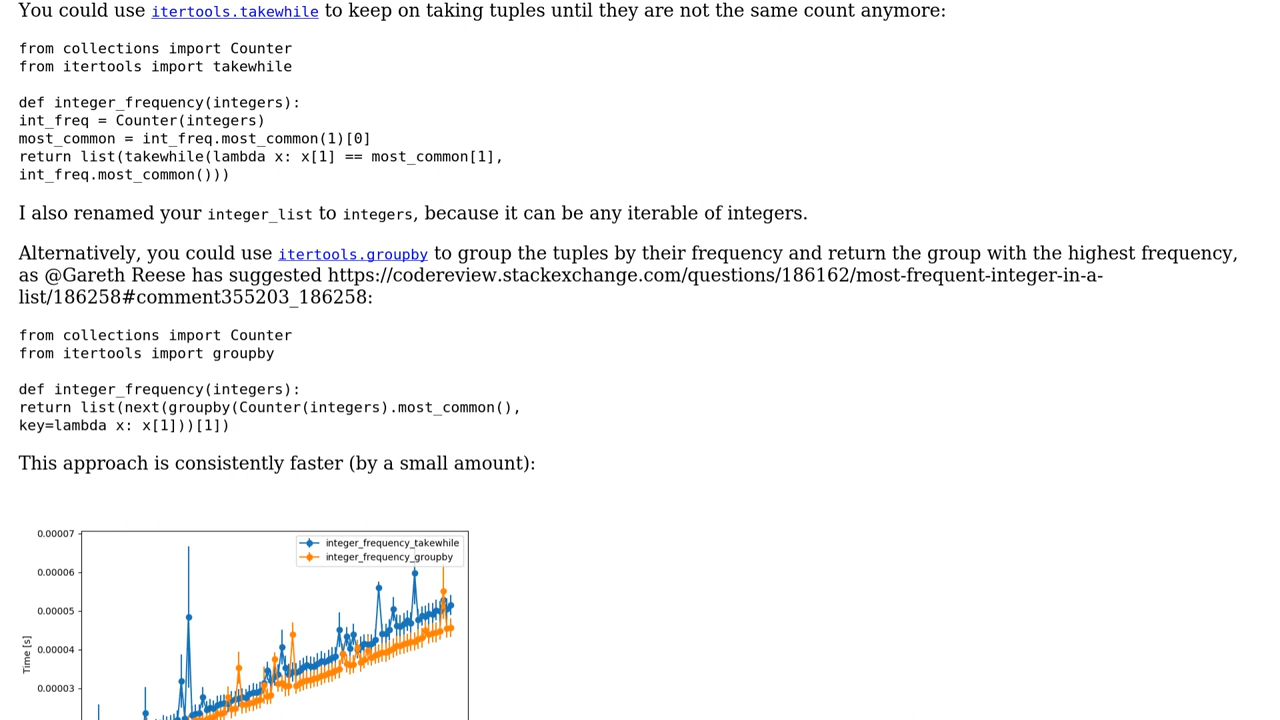 You could use itertools.takewhile to keep on taking tuples until they are not the same count anymore:
from collections import Counter
from itertools import takewhile
def integer_frequency(integers):
int_freq = Counter(integers)
most_common = int_freq.most_common(1)[0]
return list(takewhile(lambda x: x[1] == most_common[1],
int_freq.most_common()))
I also renamed your integer_list to integers, because it can be any iterable of integers.
Alternatively, you could use itertools.groupby to group the tuples by their frequency and return the group with the highest frequency,
as @Gareth Reese has suggested https://codereview.stackexchange.com/questions/186162/most-frequent-integer-in-a-
list/186258#comment355203_186258:
from collections import Counter
from itertools import groupby
def integer_frequency(integers):
return list(next(groupby(Counter(integers).most_common(),
key=lambda x: x[1]))[1])
This approach is consistently faster (by a small amount):
0.00007
integer_frequency_takewhile
integer_frequency_groupby
0.00006
0.00005
0.00004
0.00003
Time [s]